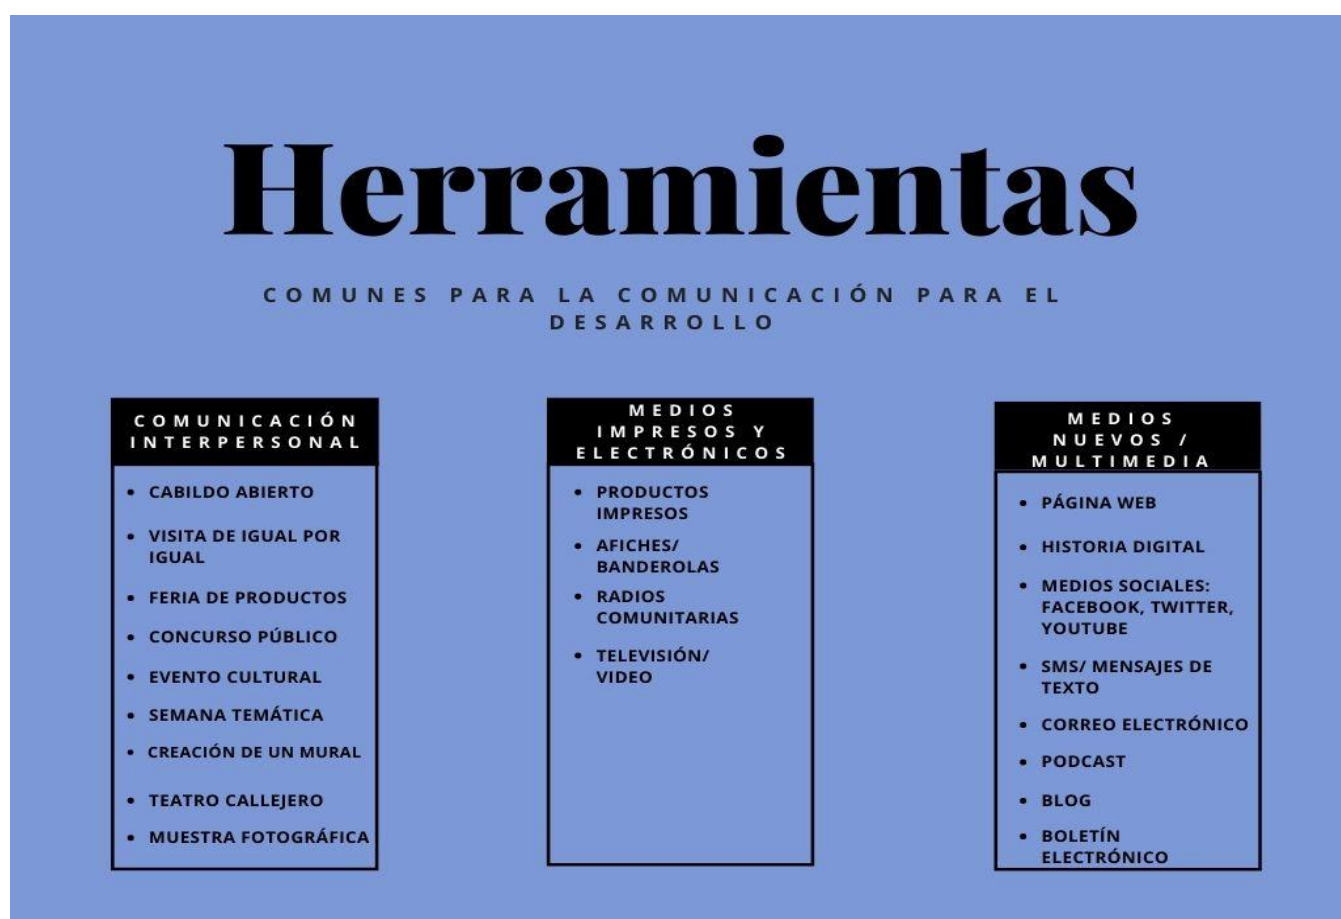 Herramientas
COMUNES PARA LA COMUNICACIÓN PARA EL
DESARROLLO
COMUNICACIÓN
INTERPERSONAL
• CABILDO ABIERTO
• VISITA DE IGUAL POR
IGUAL
• FERIA DE PRODUCTOS
• CONCURSO PÚBLICO
• EVENTO CULTURAL
• SEMANA TEMÁTICA
• CREACIÓN DE UN MURAL
• TEATRO CALLEJERO
• MUESTRA FOTOGRÁFICA
MEDIOS
IMPRESOS Y
ELECTRÓNICOS
• PRODUCTOS
IMPRESOS
• AFICHES/
BANDEROLAS
• RADIOS
COMUNITARIAS
• TELEVISIÓN/
VIDEO
MEDIOS
NUEVOS /
MULTIMEDIA
• PÁGINA WEB
• HISTORIA DIGITAL
• MEDIOS SOCIALES:
FACEBOOK, TWITTER,
YOUTUBE
• SMS/ MENSAJES DE
TEXTO
• CORREO ELECTRÓNICO
• PODCAST
• BLOG
• BOLETÍN
ELECTRÓNICO